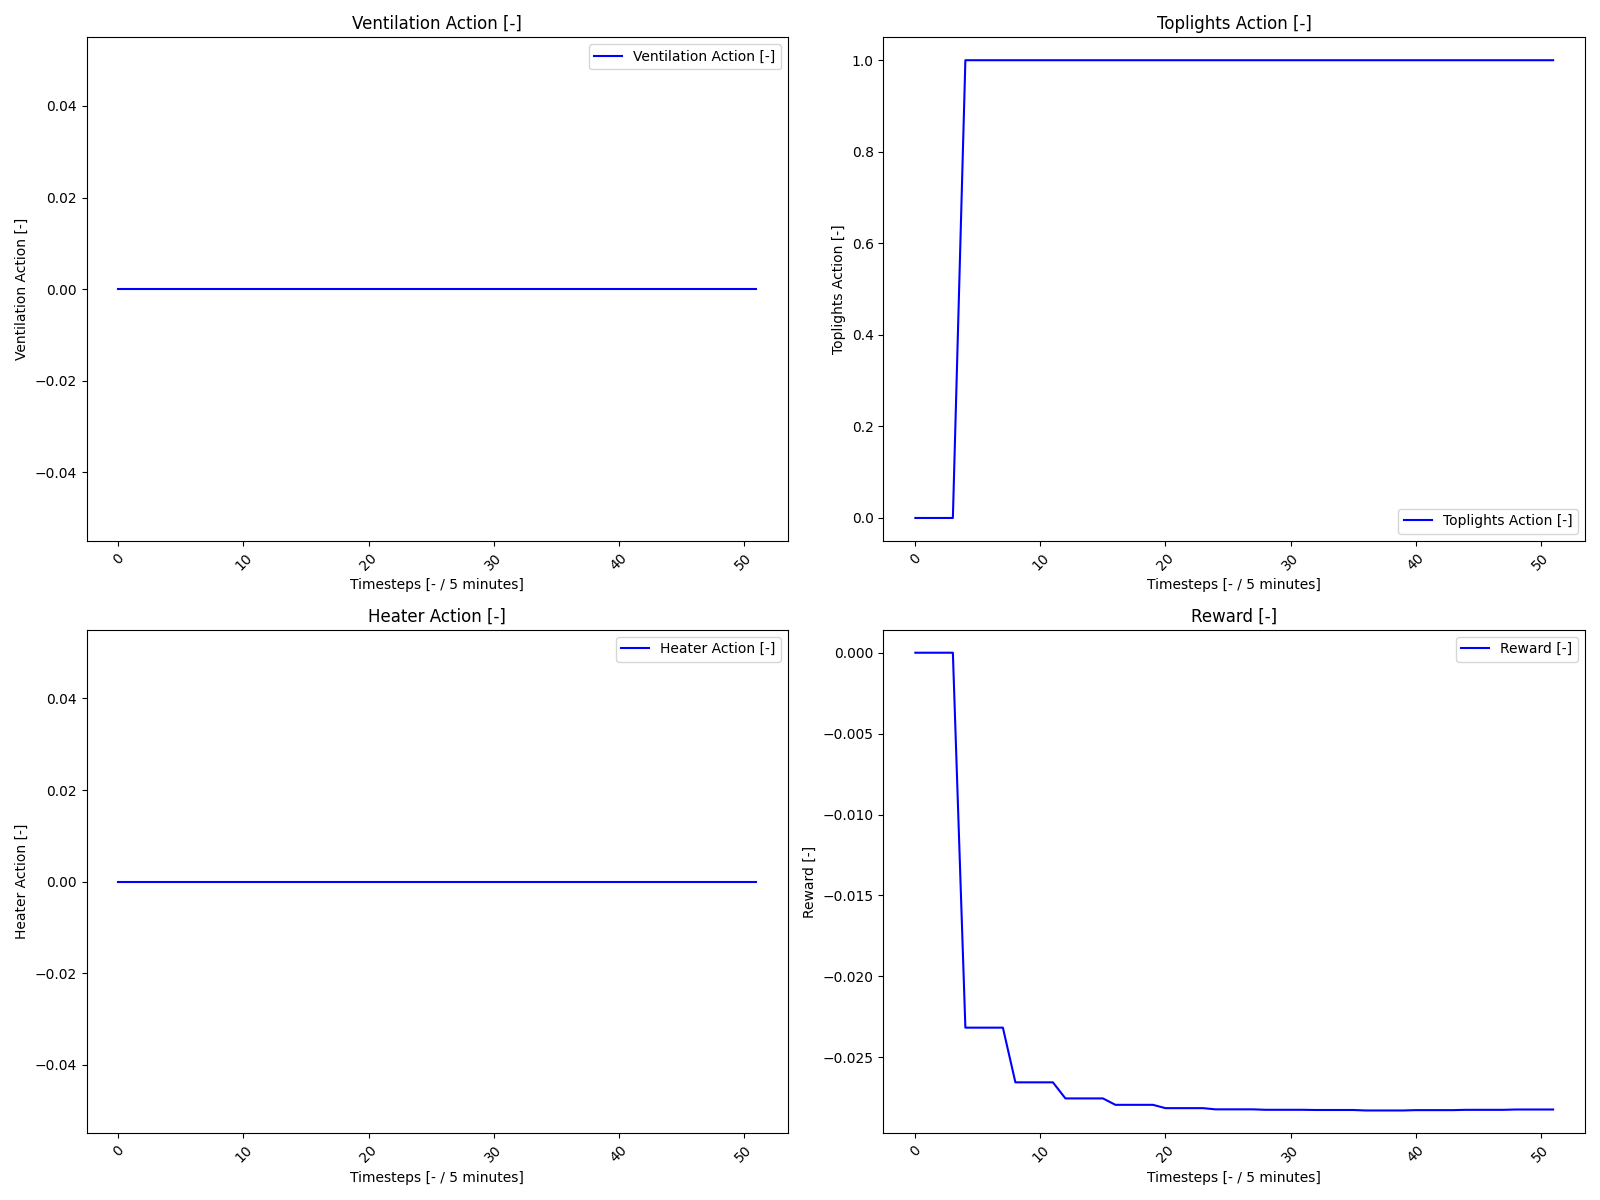 Ventilation Action [-]
Ventilation Action [-]
0.04
0.02
0.00
−0.02
−0.04
Ventilation Action [-]
0
10
20
30
40
50
Timesteps [- / 5 minutes]
Toplights Action [-]
1.0
0.8
0.6
0.4
0.2
0.0
Toplights Action [-]
Toplights Action [-]
0
10
20
30
40
50
Timesteps [- / 5 minutes]
Heater Action [-]
Heater Action [-]
0.04
0.02
0.00
−0.02
−0.04
Heater Action [-]
0
10
20
30
40
50
Timesteps [- / 5 minutes]
Reward [-]
Reward [-]
0.000
−0.005
−0.010
−0.015
−0.020
−0.025
Reward [-]
0
10
20
30
40
50
Timesteps [- / 5 minutes]